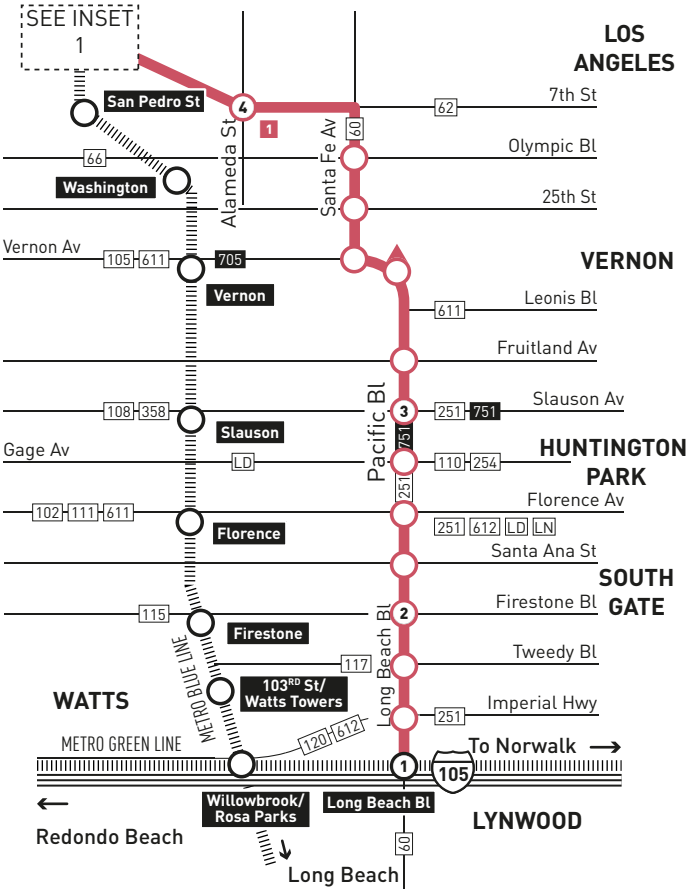 SEE INSET
1
LOS
ANGELES
San Pedro St
4
1
62
7th St
60
Alameda St
Santa Fe Av
66
Olympic Bl
Washington
25th St
Vernon Av
105
611
705
VERNON
Vernon
Leonis Bl
611
Fruitland Av
Pacific Bl
108
358
3
251
751
Slauson Av
Slauson
751
Gage Av
LD
110
254
HUNTINGTON
PARK
251
Florence Av
102
111
611
251
612
LD
LN
Florence
Santa Ana St
SOUTH
GATE
115
2
Firestone Bl
Firestone
METRO BLUE LINE
Long Beach Bl
117
Tweedy Bl
WATTS
103RD St/
Watts Towers
251
Imperial Hwy
120
612
METRO GREEN LINE
To Norwalk
1
105
Willowbrook/
Rosa Parks
Long Beach Bl
LYNWOOD
Redondo Beach
60
Long Beach